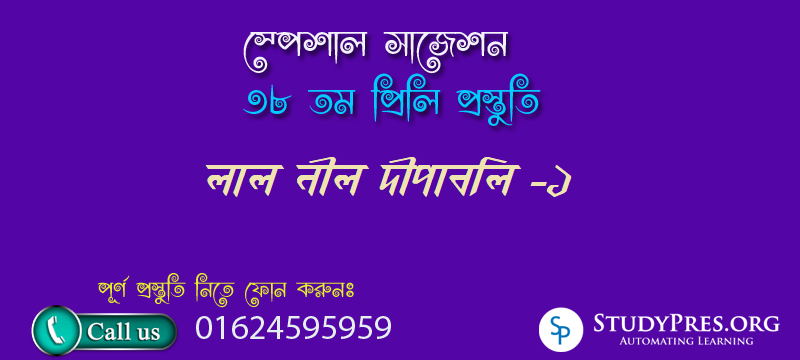 স্পেশাল সাজেশন
৩৮ তম প্রিলি প্রস্তুতি
লাল নীল দীপাবলি -১
পূর্ণ প্রস্তুতি নিতে ফোন করুনঃ
Call us 01624595959
SP STUDYPRES.ORG
AUTOMATING LEARNING